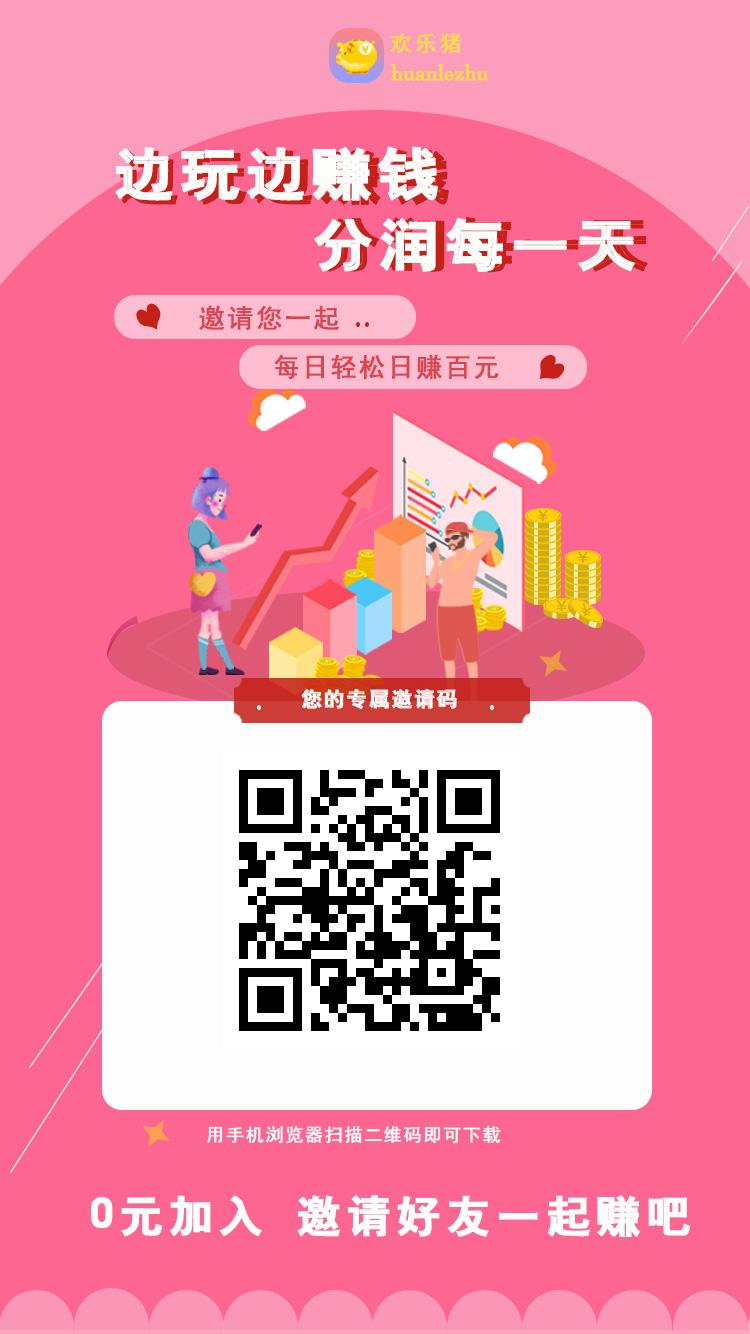 欢乐猪
huanlezhu
边玩边赚钱
分润每一天
邀请您一起 ..
每日轻松日赚百元
您的专属邀请码
用手机浏览器扫描二维码即可下载
0元加入 邀请好友一起赚吧